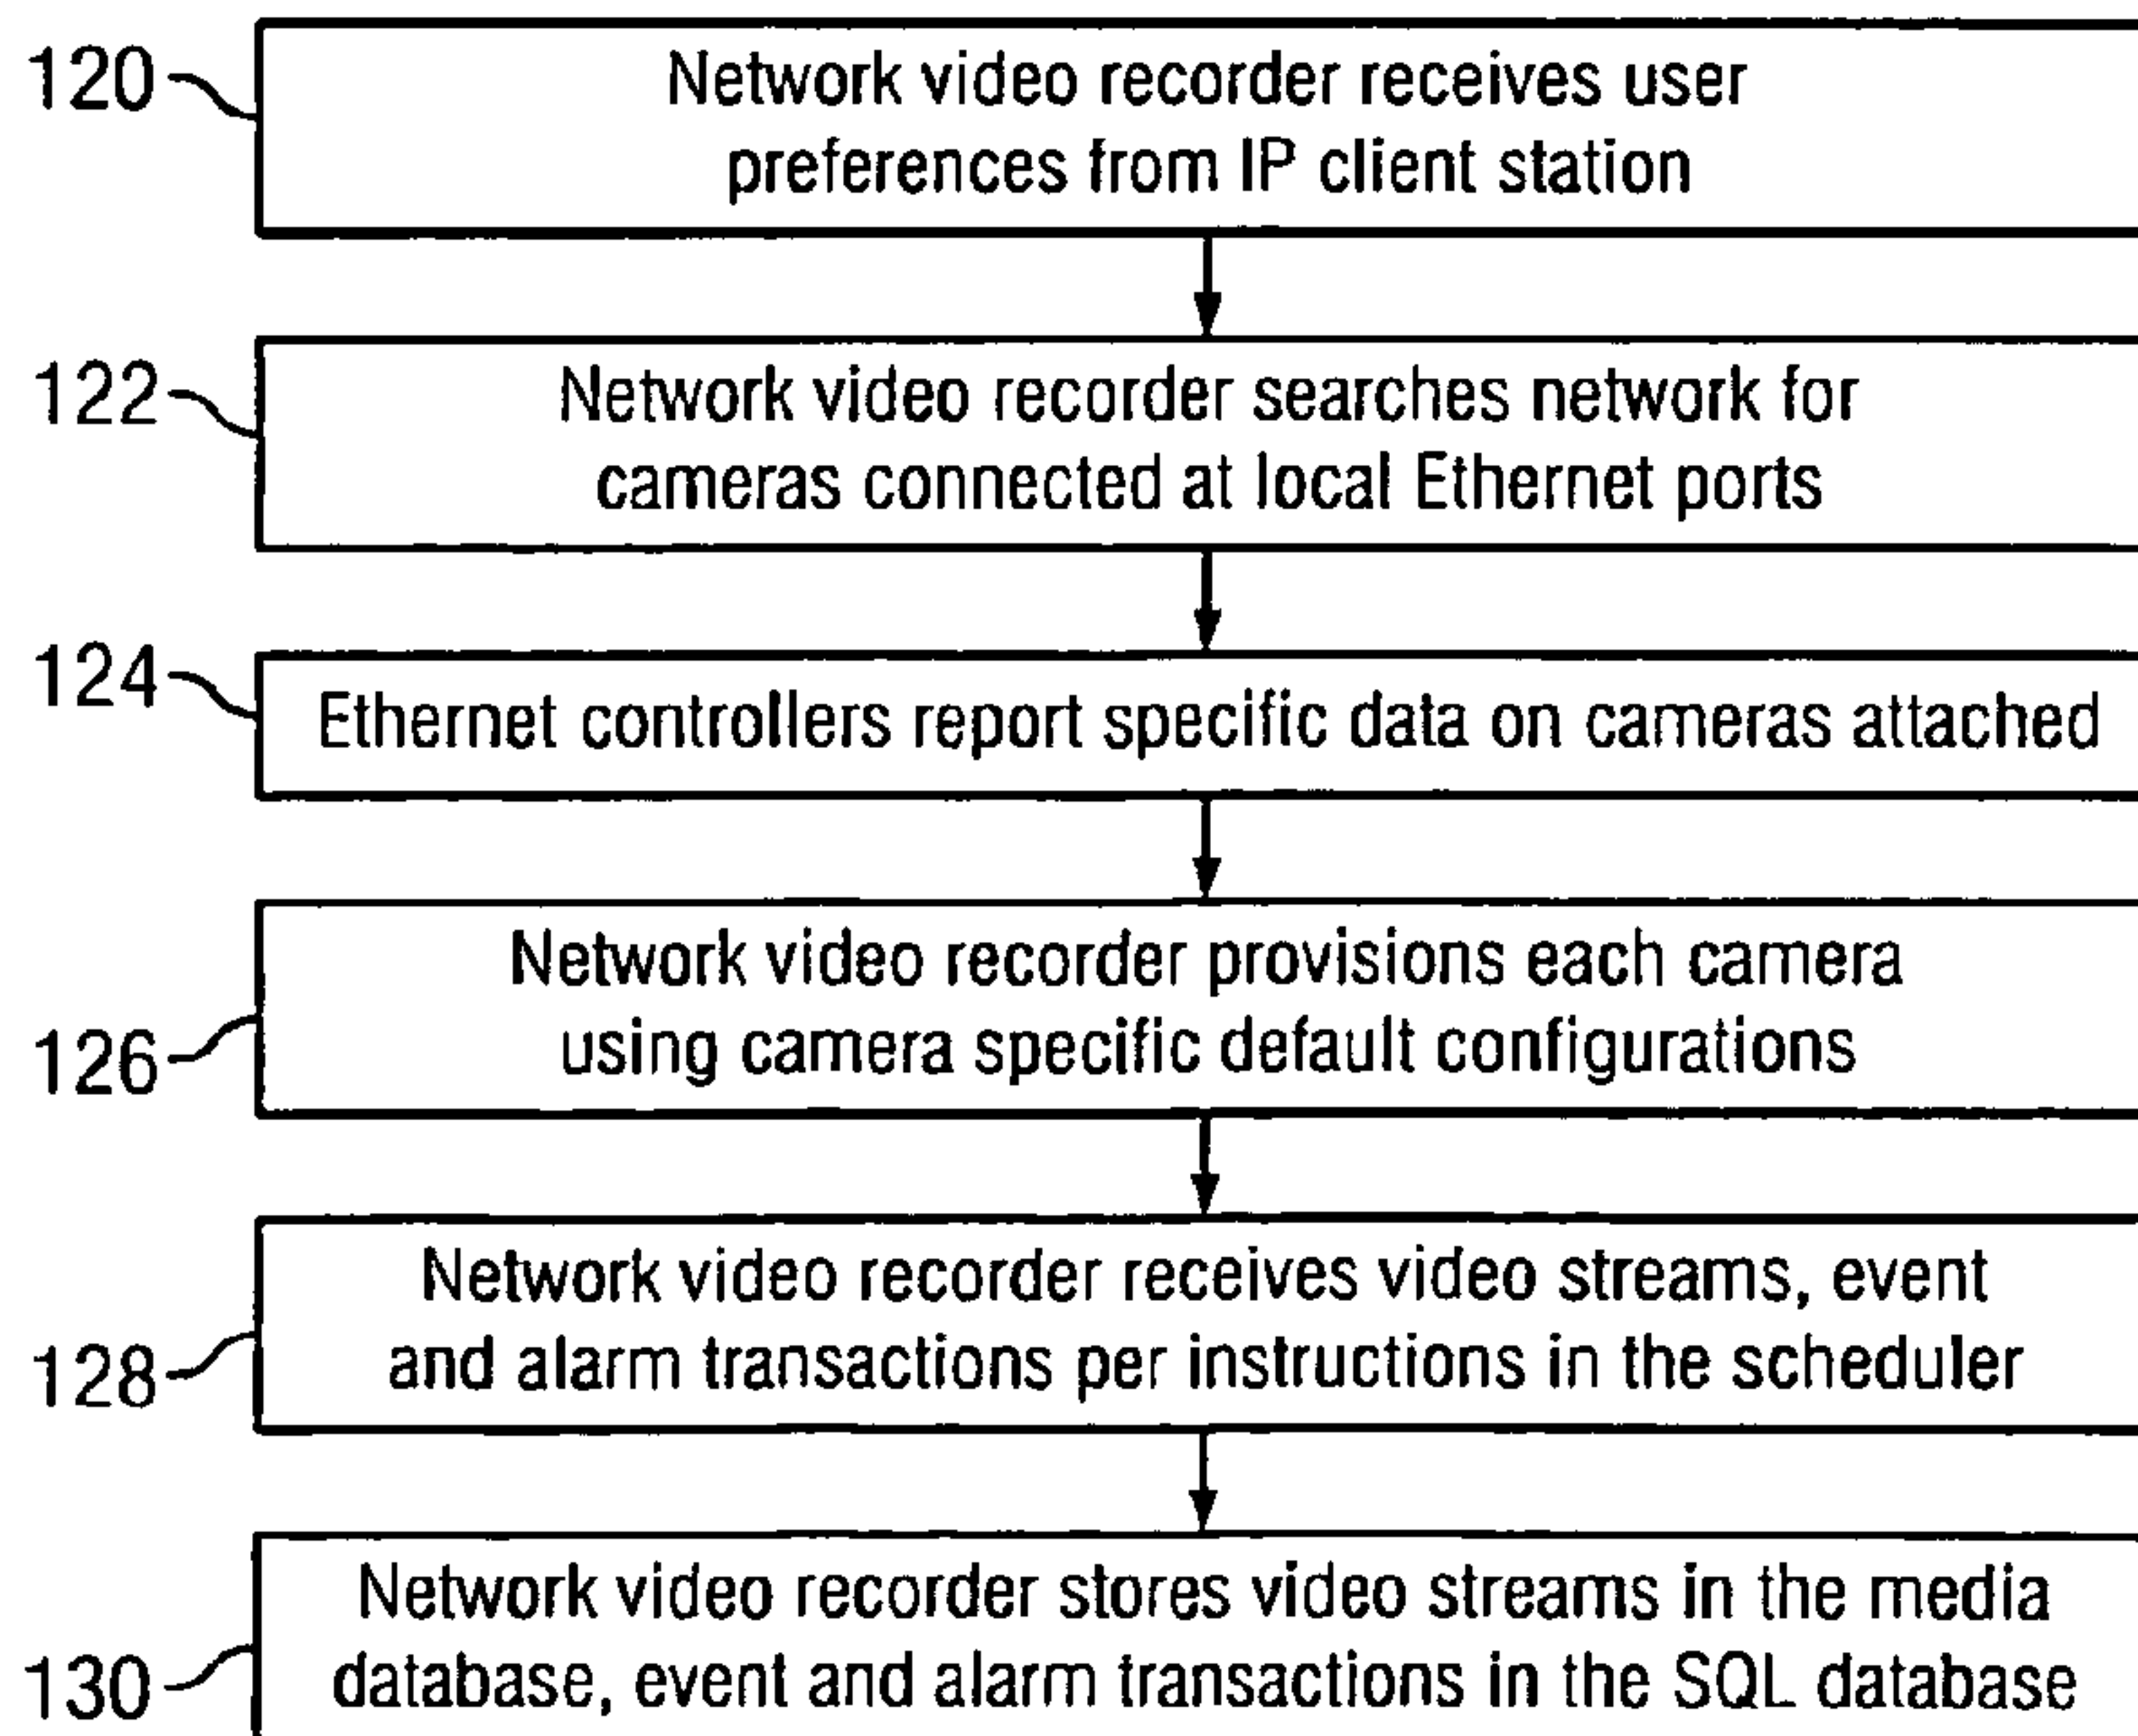 120
Network video recorder receives user
preferences from IP client station
122
Network video recorder searches network for
cameras connected at local Ethernet ports
124
Ethernet controllers report specific data on cameras attached
Network video recorder provisions each camera
using camera specific default configurations
126
Network video recorder receives video streams, event
and alarm transactions per instructions in the scheduler
128
Network video recorder stores video streams in the media
database, event and alarm transactions in the SQL database
130